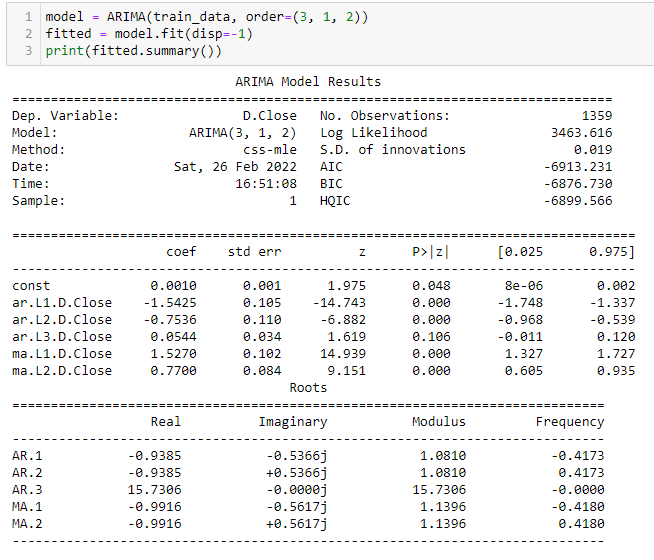 1 model = ARIMA(train_data, order=(3, 1, 2))
2 fitted = model.fit(disp=-1)
3 print(fitted.summary())
ARIMA Model Results
==============================================================================
Dep. Variable: D.Close No. Observations: 1359
Model: ARIMA(3, 1, 2) Log Likelihood 3463.616
Method: css-mle S.D. of innovations 0.019
Date: Sat, 26 Feb 2022 AIC -6913.231
Time: 16:51:08 BIC -6876.730
Sample: 1 HQIC -6899.566
=================================================================================
coef std err z P>|z| [0.025 0.975]
---------------------------------------------------------------------------------
const 0.0010 0.001 1.975 0.048 8e-06 0.002
ar.L1.D.Close -1.5425 0.105 -14.743 0.000 -1.748 -1.337
ar.L2.D.Close -0.7536 0.110 -6.882 0.000 -0.968 -0.539
ar.L3.D.Close 0.0544 0.034 1.619 0.106 -0.011 0.120
ma.L1.D.Close 1.5270 0.102 14.939 0.000 1.327 1.727
ma.L2.D.Close 0.7700 0.084 9.151 0.000 0.605 0.935
Roots
=============================================================================
Real Imaginary Modulus Frequency
-----------------------------------------------------------------------------
AR.1 -0.9385 -0.5366j 1.0810 -0.4173
AR.2 -0.9385 +0.5366j 1.0810 0.4173
AR.3 15.7306 -0.0000j 15.7306 -0.0000
MA.1 -0.9916 -0.5617j 1.1396 -0.4180
MA.2 -0.9916 +0.5617j 1.1396 0.4180
-----------------------------------------------------------------------------